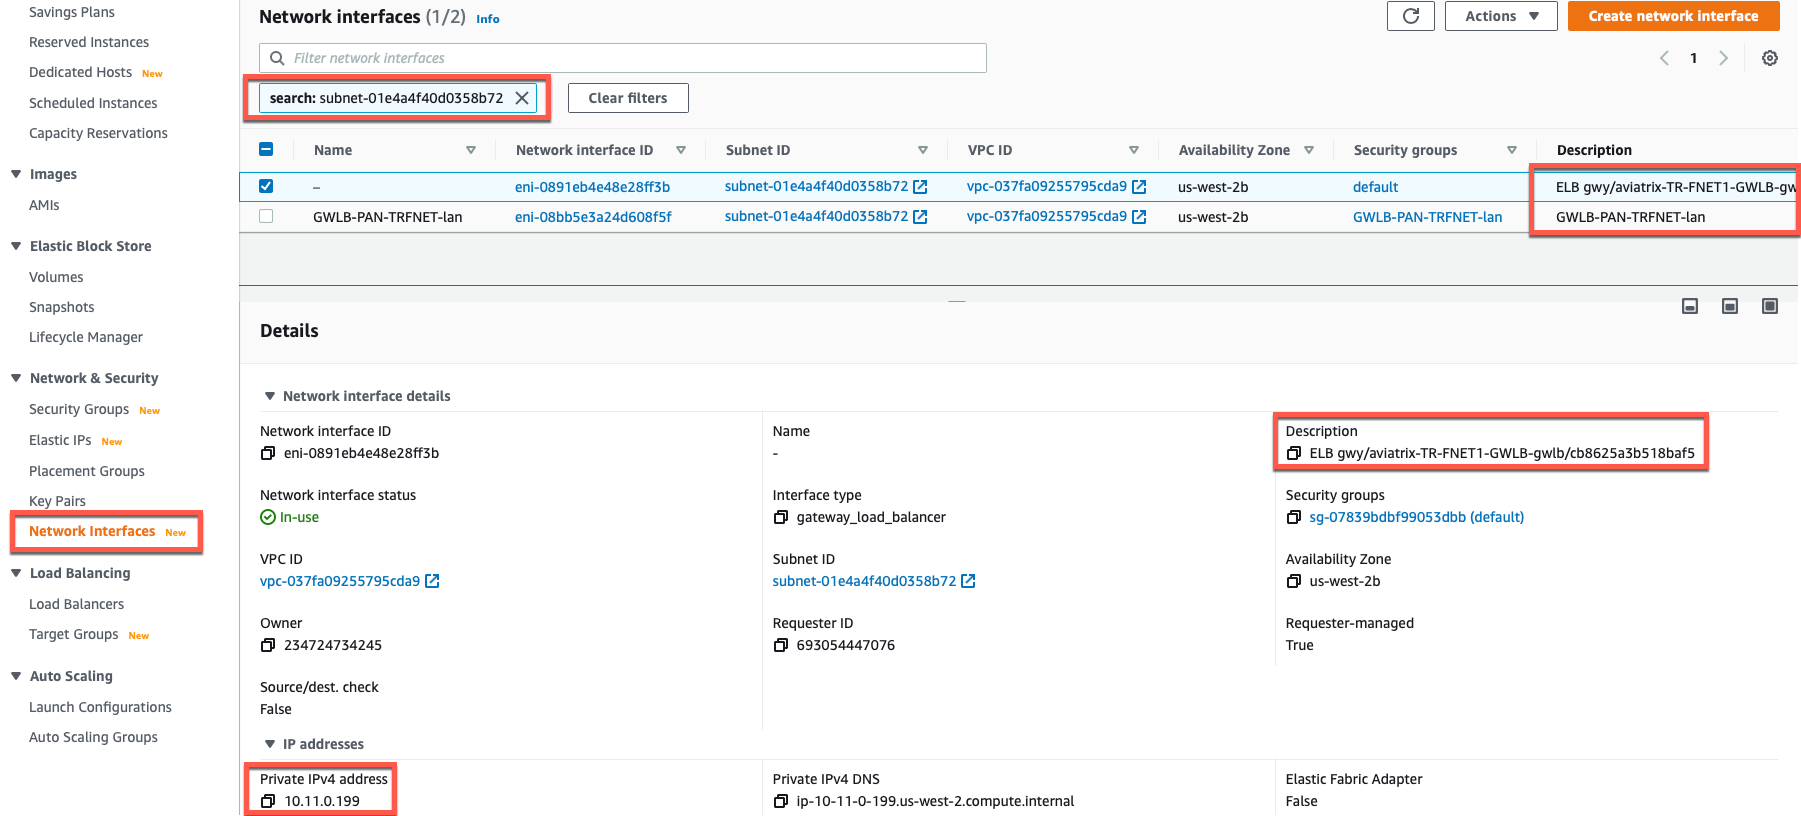 Savings Plans
Reserved Instances
Dedicated Hosts New
Scheduled Instances
Capacity Reservations
Images
AMIs
Elastic Block Store
Volumes
Snapshots
Lifecycle Manager
Network & Security
Security Groups New
Elastic IPs New
Placement Groups
Key Pairs
Network Interfaces New
Load Balancing
Load Balancers
Target Groups New
Auto Scaling
Launch Configurations
Auto Scaling Groups
Network interfaces (1/2) Info
Actions
Create network interface
Filter network interfaces
1
search: subnet-01e4a4f40d0358b72
Clear filters
Name Network interface ID Subnet ID VPC ID Availability Zone Security groups Description
– eni-0891eb4e48e28ff3b subnet-01e4a4f40d0358b72 vpc-037fa09255795cda9 us-west-2b default ELB gwy/aviatrix-TR-FNET1-GWLB-gw
GWLB-PAN-TRFNET-lan eni-08bb5e3a24d608f5f subnet-01e4a4f40d0358b72 vpc-037fa09255795cda9 us-west-2b GWLB-PAN-TRFNET-lan GWLB-PAN-TRFNET-lan
Details
Network interface details
Network interface ID Name Description
eni-0891eb4e48e28ff3b - ELB gwy/aviatrix-TR-FNET1-GWLB-gwlb/cb8625a3b518baf5
Network interface status Interface type Security groups
In-use gateway_load_balancer sg-07839bdbf99053dbb (default)
VPC ID Subnet ID Availability Zone
vpc-037fa09255795cda9 subnet-01e4a4f40d0358b72 us-west-2b
Owner Requester ID Requester-managed
234724734245 693054447076 True
Source/dest. check
False
IP addresses
Private IPv4 address Private IPv4 DNS Elastic Fabric Adapter
10.11.0.199 ip-10-11-0-199.us-west-2.compute.internal False